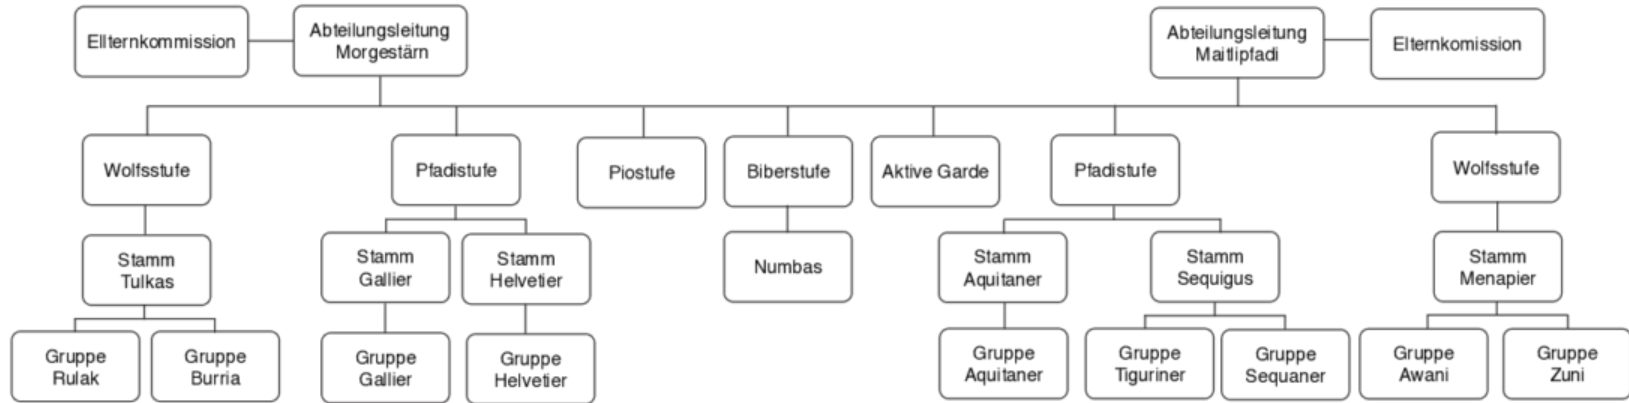 Ellternkommission
Abteilungsleitung
Morgestärn
Abteilungsleitung
Maitlipfadi
Elternkomission
Wolfsstufe
Pfadistufe
Piostufe
Biberstufe
Aktive Garde
Pfadistufe
Wolfsstufe
Stamm
Tulkas
Stamm
Gallier
Stamm
Helvetier
Numbas
Stamm
Aquitaner
Stamm
Sequigus
Stamm
Menapier
Gruppe
Rulak
Gruppe
Burria
Gruppe
Gallier
Gruppe
Helvetier
Gruppe
Aquitaner
Gruppe
Tiguriner
Gruppe
Sequaner
Gruppe
Awani
Gruppe
Zuni